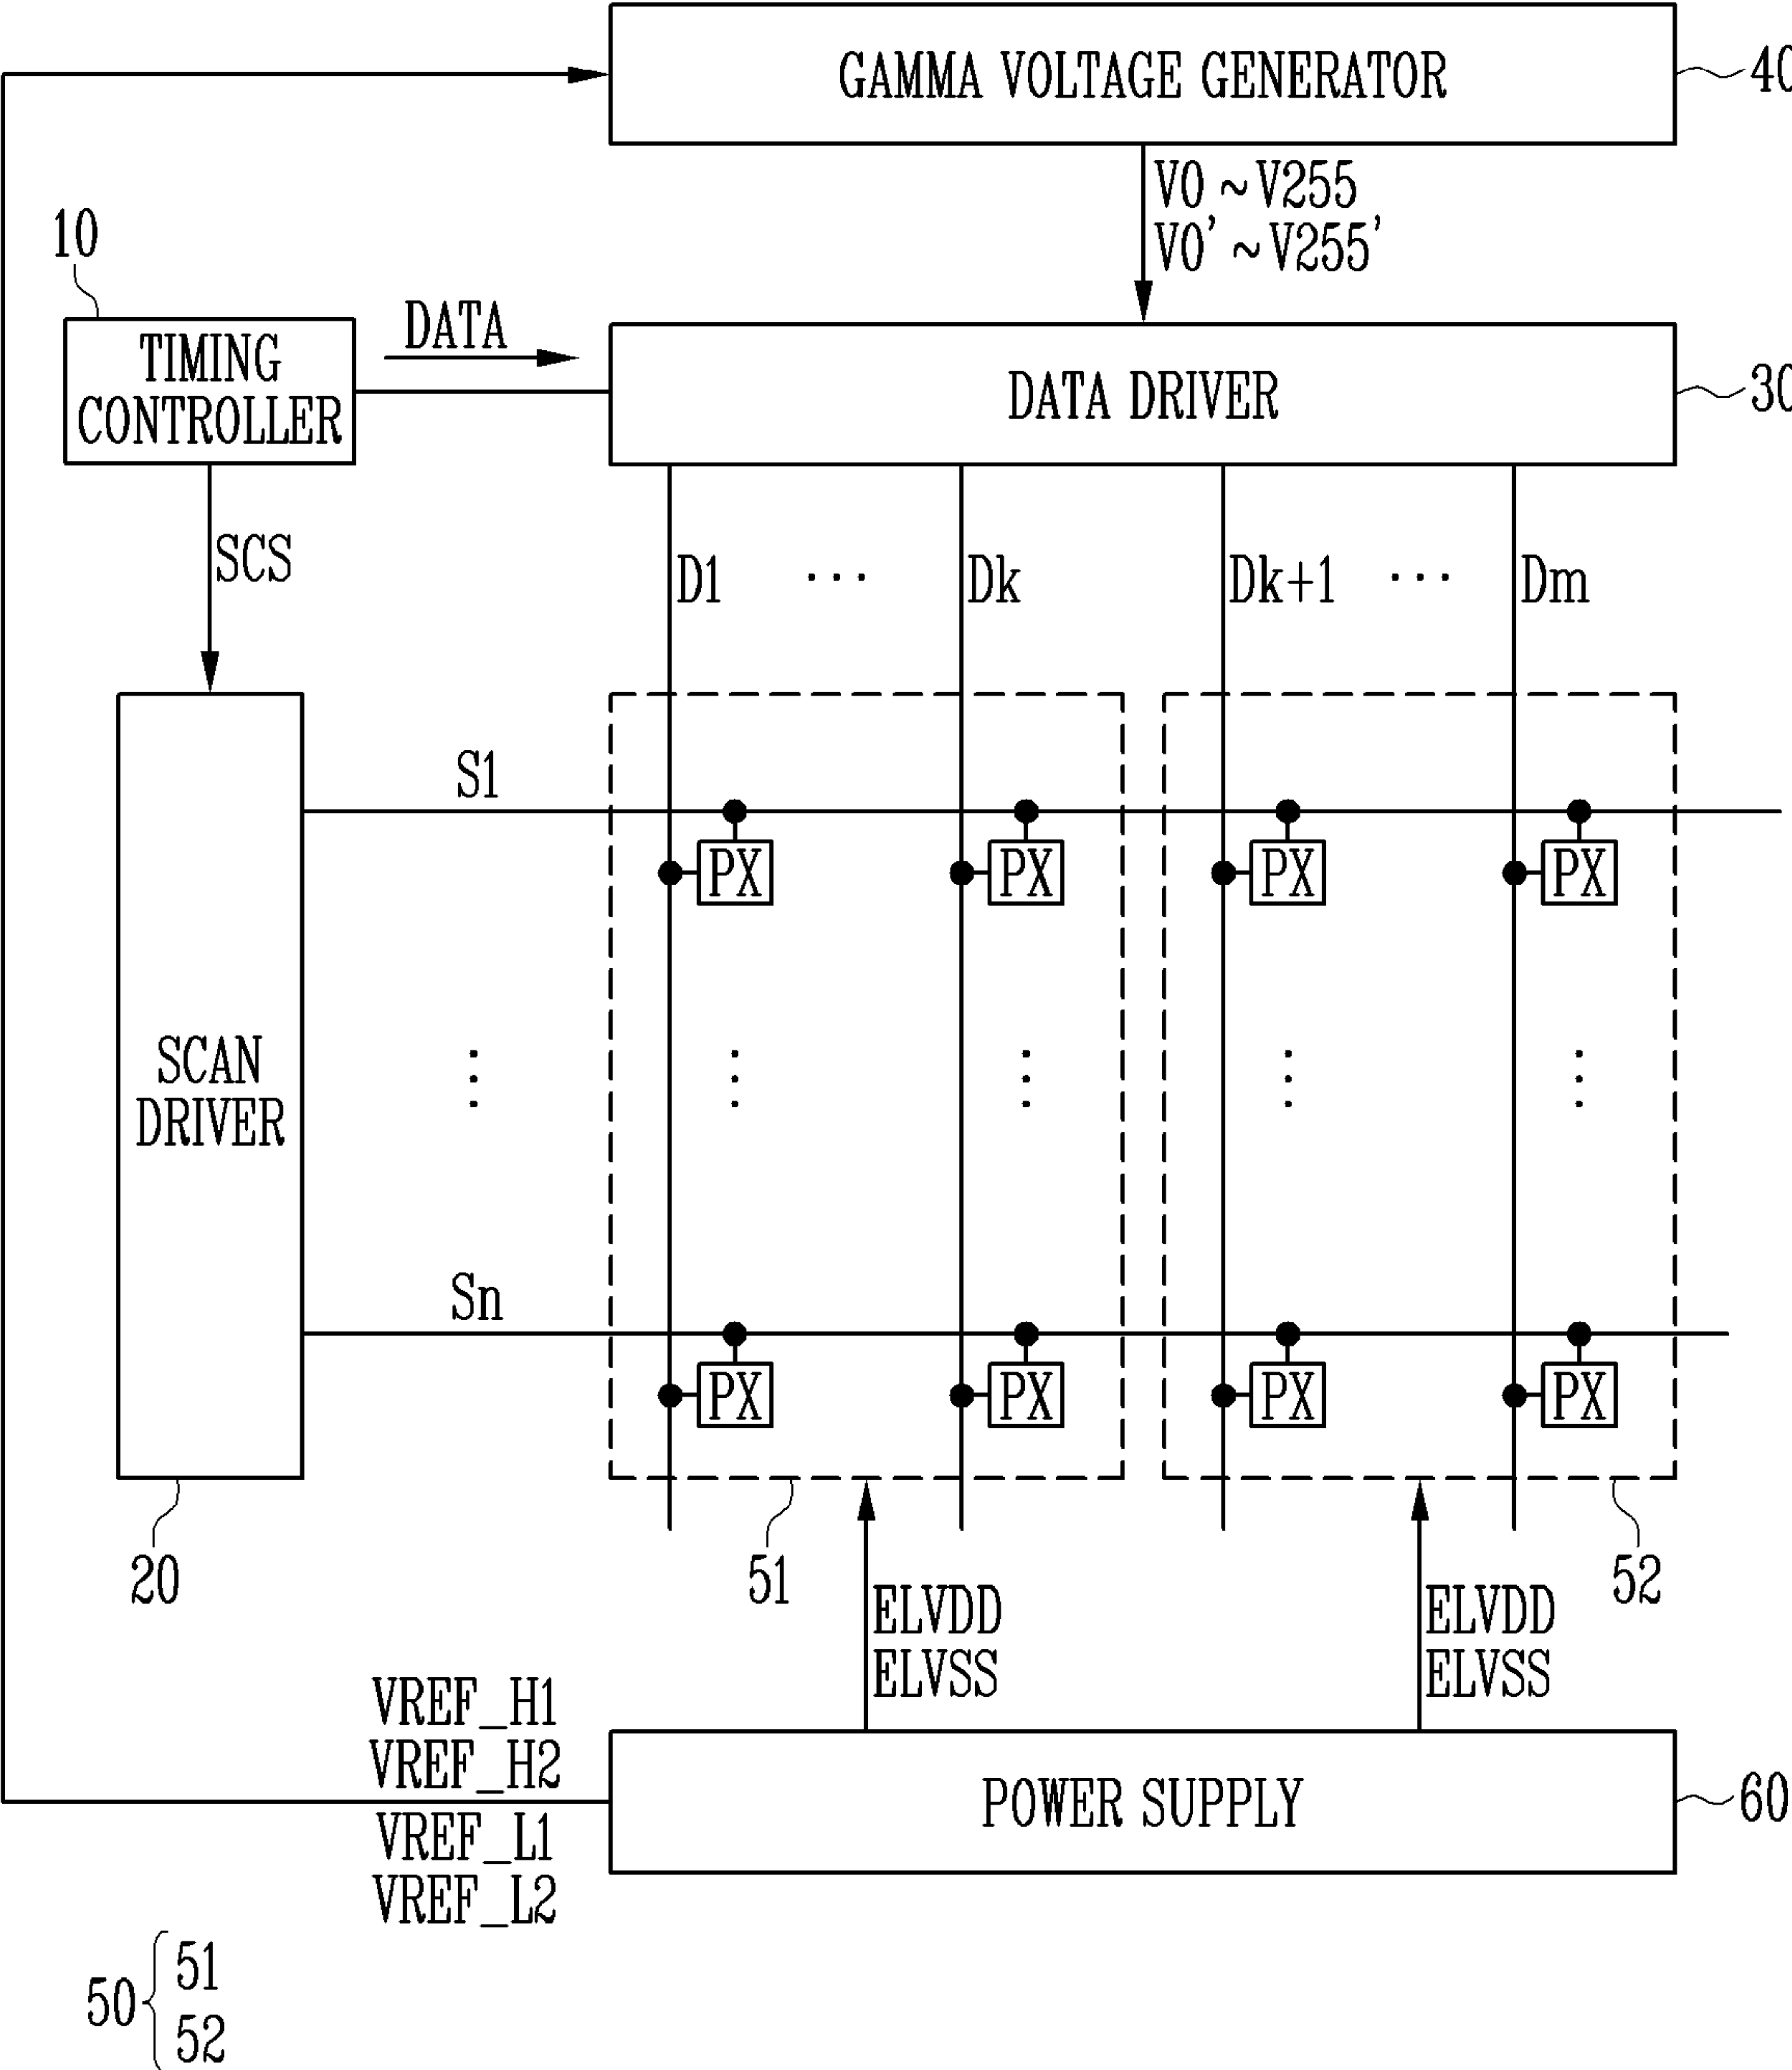 GAMMA VOLTAGE GENERATOR
40
V0 ~ V255
V0' ~ V255'
10
TIMING
CONTROLLER
DATA
DATA DRIVER
30
SCS
D1 ··· Dk Dk+1 ··· Dm
S1
PX PX PX PX
SCAN
DRIVER
Sn
PX PX PX PX
20
51
52
ELVDD
ELVSS
ELVDD
ELVSS
VREF_H1
VREF_H2
VREF_L1
VREF_L2
POWER SUPPLY
60
50
51
52